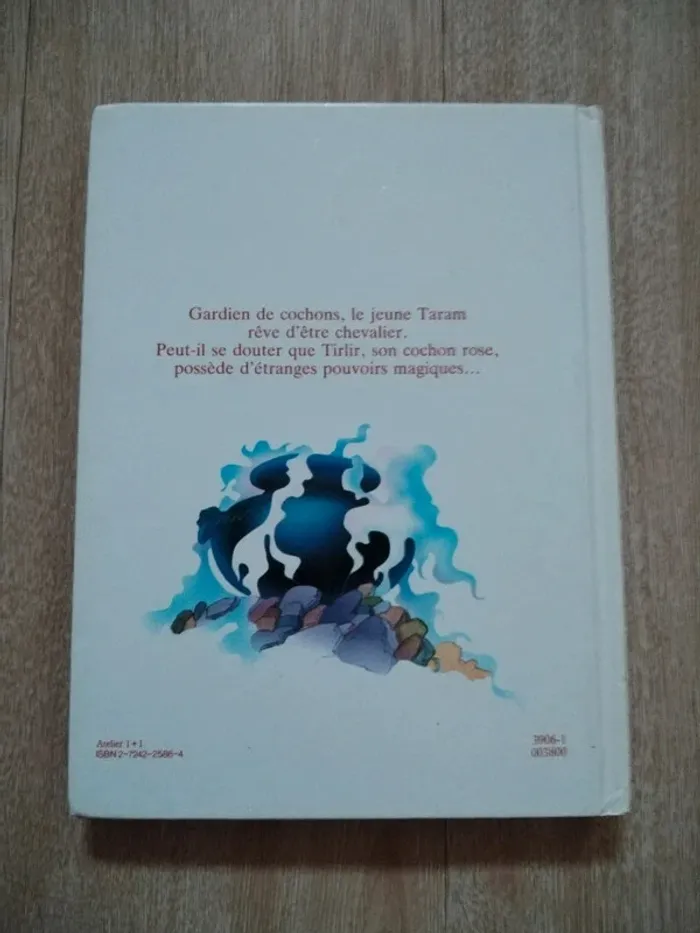 Gardien de cochons, le jeune Taram
rêve d'être chevalier.
Peut-il se douter que Tirlir, son cochon rose,
possède d'étranges pouvoirs magiques...
Atelier 1 + 1
ISBN 2-7242-2586-4
3906-1
003800